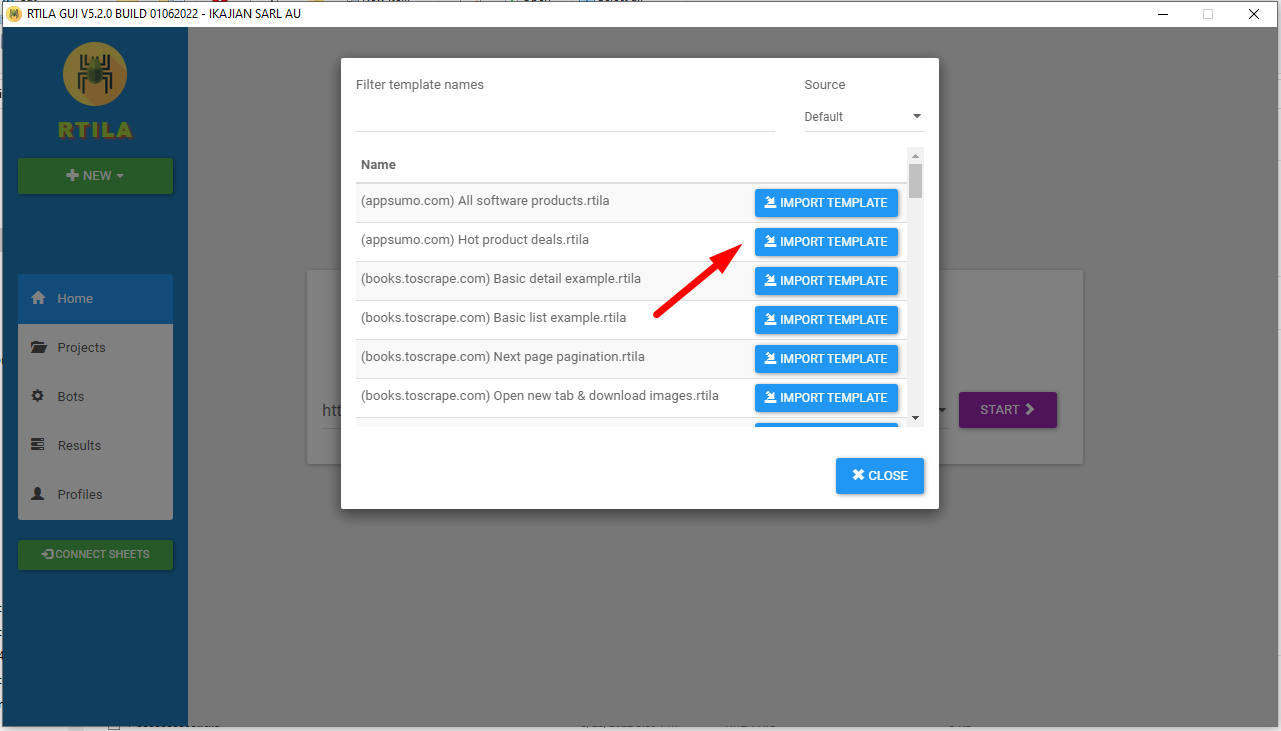 RTILA GUI V5.2.0 BUILD 01062022 - IKAJIAN SARL AU
RTILA
NEW
Home
Projects
Bots
Results
Profiles
CONNECT SHEETS
Filter template names
Source
Default
Name
(appsumo.com) All software products.rtila IMPORT TEMPLATE
(appsumo.com) Hot product deals.rtila IMPORT TEMPLATE
(books.toscrape.com) Basic detail example.rtila IMPORT TEMPLATE
(books.toscrape.com) Basic list example.rtila IMPORT TEMPLATE
(books.toscrape.com) Next page pagination.rtila IMPORT TEMPLATE
(books.toscrape.com) Open new tab & download images.rtila IMPORT TEMPLATE
START
CLOSE